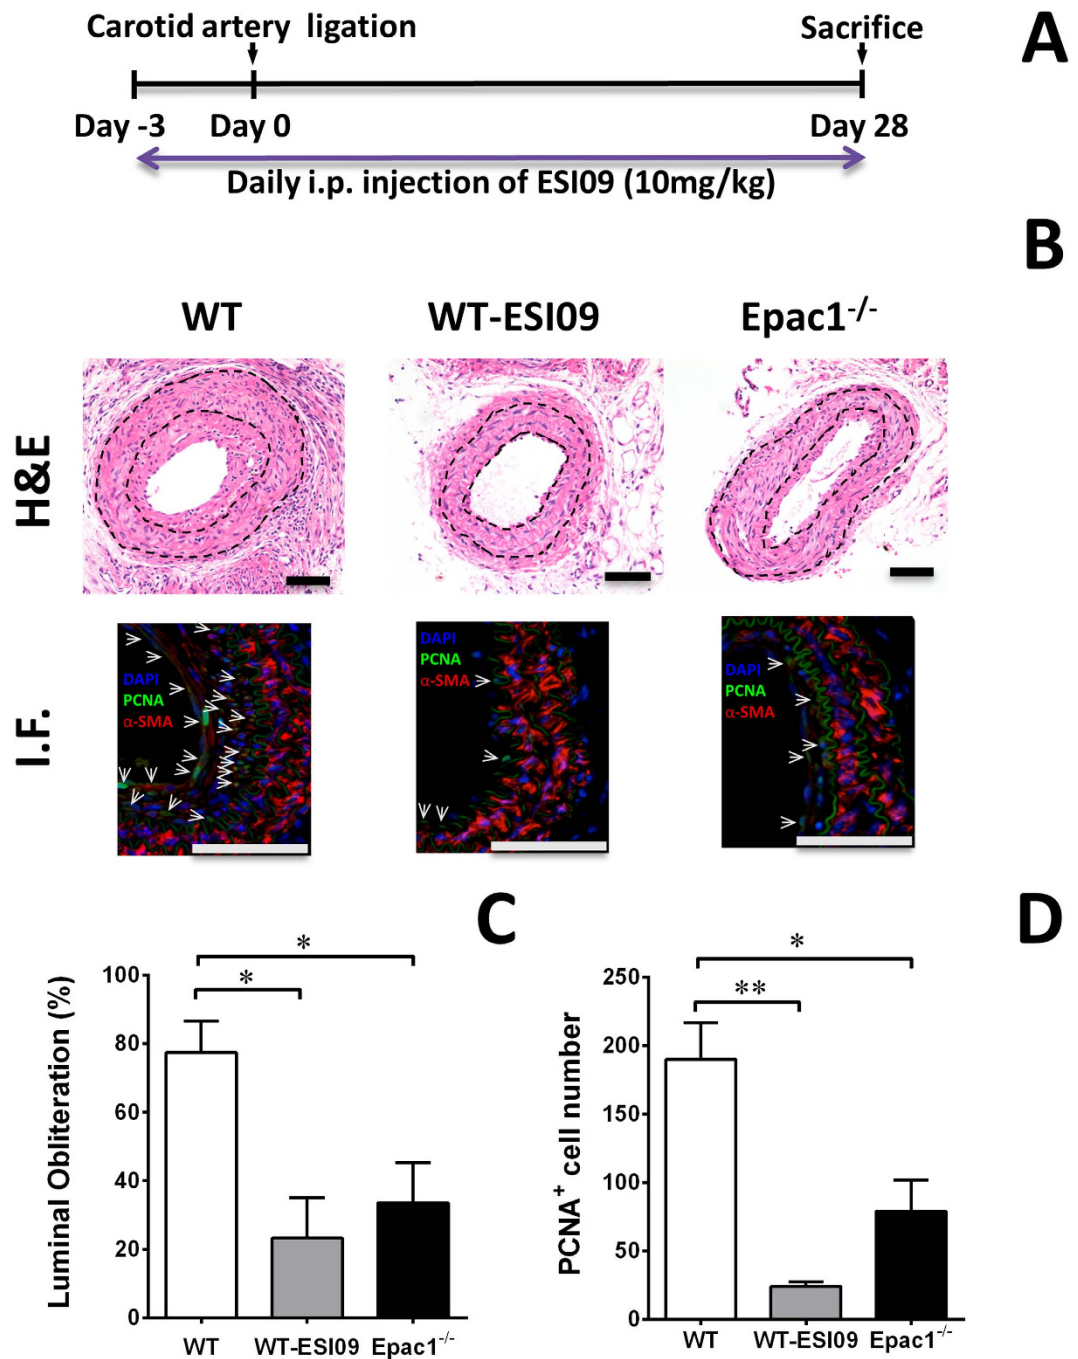 Carotid artery ligation
Sacrifice
A
Day -3
Day 0
Day 28
Daily i.p. injection of ESI09 (10mg/kg)
B
WT
WT-ESI09
Epac1-/-
H&E
I.F.
DAPI
PCNA
α-SMA
DAPI
PCNA
α-SMA
DAPI
PCNA
α-SMA
C
*
*
Luminal Obliteration (%)
100
80
60
40
20
0
WT
WT-ESI09
Epac1-/-
D
*
**
PCNA+ cell number
250
200
150
100
50
0
WT
WT-ESI09
Epac1-/-